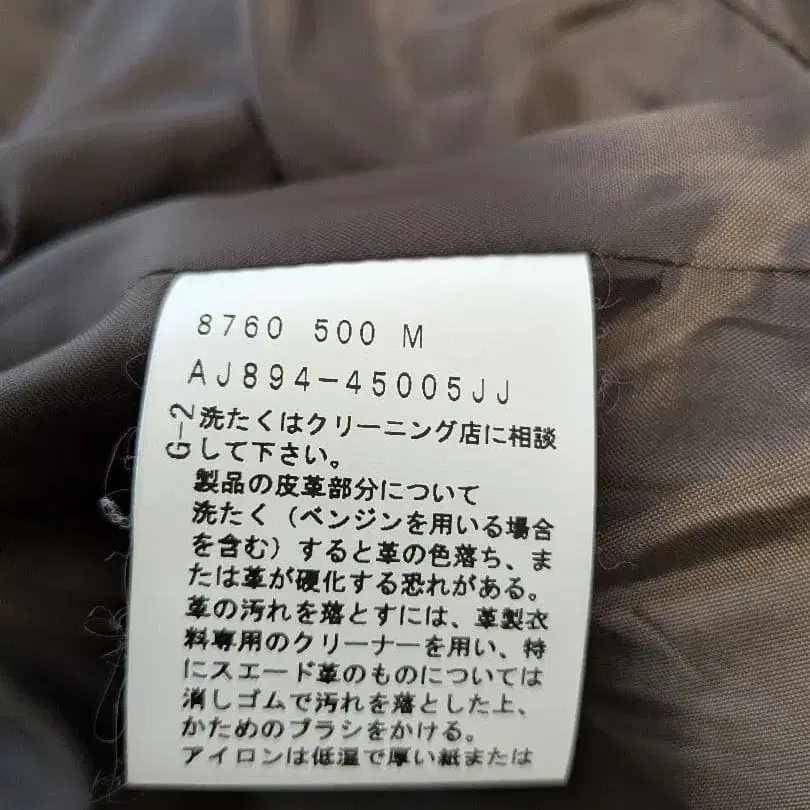 8760 500 M
AJ894-45005JJ
G-2
洗たくはクリーニング店に相談
して下さい。
製品の皮革部分について
洗たく（ベンジンを用いる場合
を含む）すると革の色落ち、ま
たは革が硬化する恐れがある。
革の汚れを落とすには、革製衣
料専用のクリーナーを用い、特
にスエード革のものについては
消しゴムで汚れを落とした上、
かためのブラシをかける。
アイロンは低温で厚い紙または